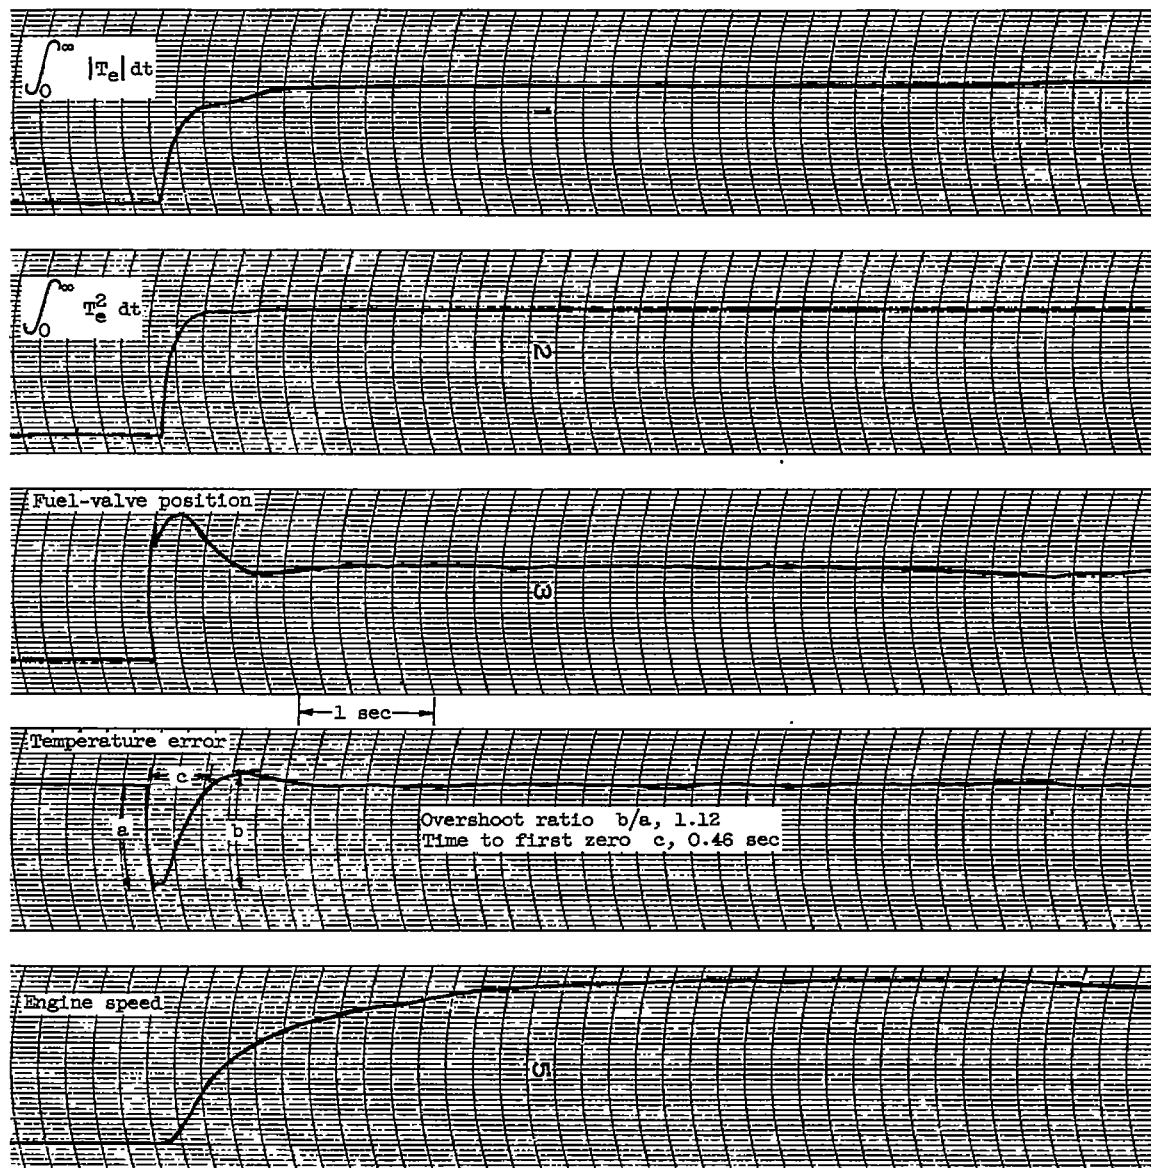 ∫₀^∞ |Tₑ| dt
1
∫₀^∞ Tₑ² dt
2
Fuel-valve position
3
1 sec
Temperature error
c
a
b
Overshoot ratio b/a, 1.12
Time to first zero c, 0.46 sec
Engine speed
5